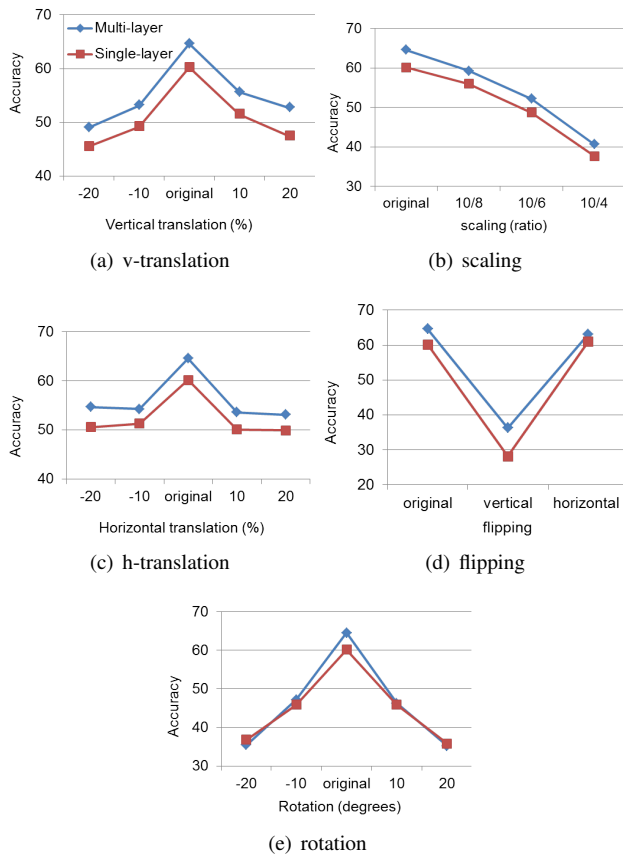 70
60
50
40
Accuracy
Multi-layer
Single-layer
-20 -10 original 10 20
Vertical translation (%)
(a) v-translation
70
60
50
40
30
Accuracy
original 10/8 10/6 10/4
scaling (ratio)
(b) scaling
70
60
50
40
Accuracy
-20 -10 original 10 20
Horizontal translation (%)
(c) h-translation
70
60
50
40
30
20
Accuracy
original vertical horizontal
flipping
(d) flipping
70
60
50
40
30
Accuracy
-20 -10 original 10 20
Rotation (degrees)
(e) rotation